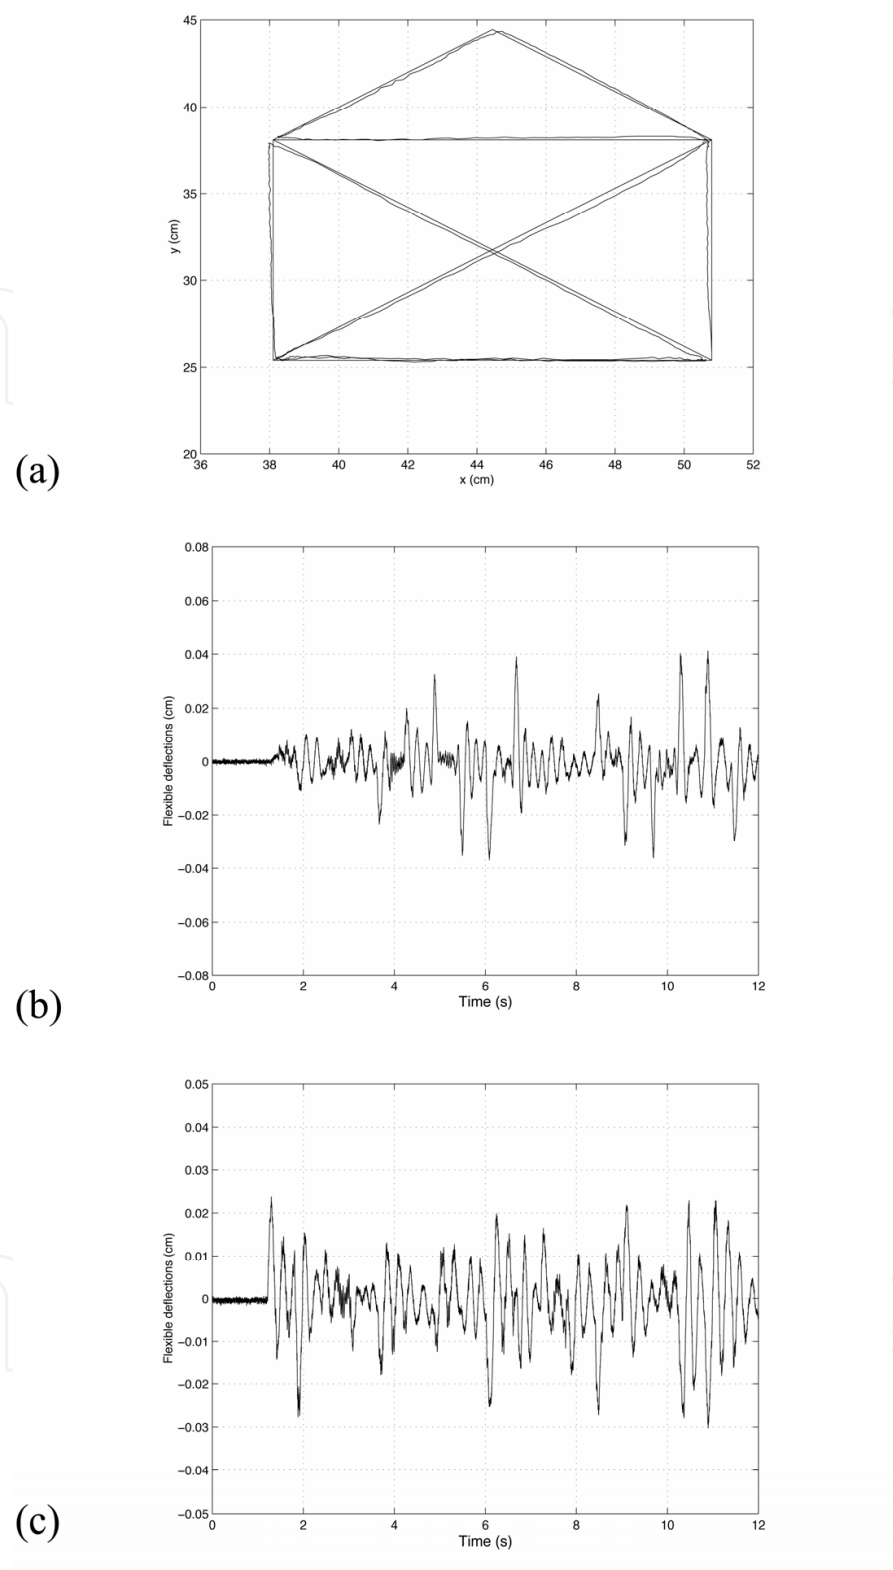 45
40
35
30
25
20
y (cm)
36 38 40 42 44 46 48 50 52
x (cm)
(a)
0.08
0.06
0.04
0.02
0
−0.02
−0.04
−0.06
−0.08
Flexible deflections (cm)
0 2 4 6 8 10 12
Time (s)
(b)
0.05
0.04
0.03
0.02
0.01
0
−0.01
−0.02
−0.03
−0.04
−0.05
Flexible deflections (cm)
0 2 4 6 8 10 12
Time (s)
(c)